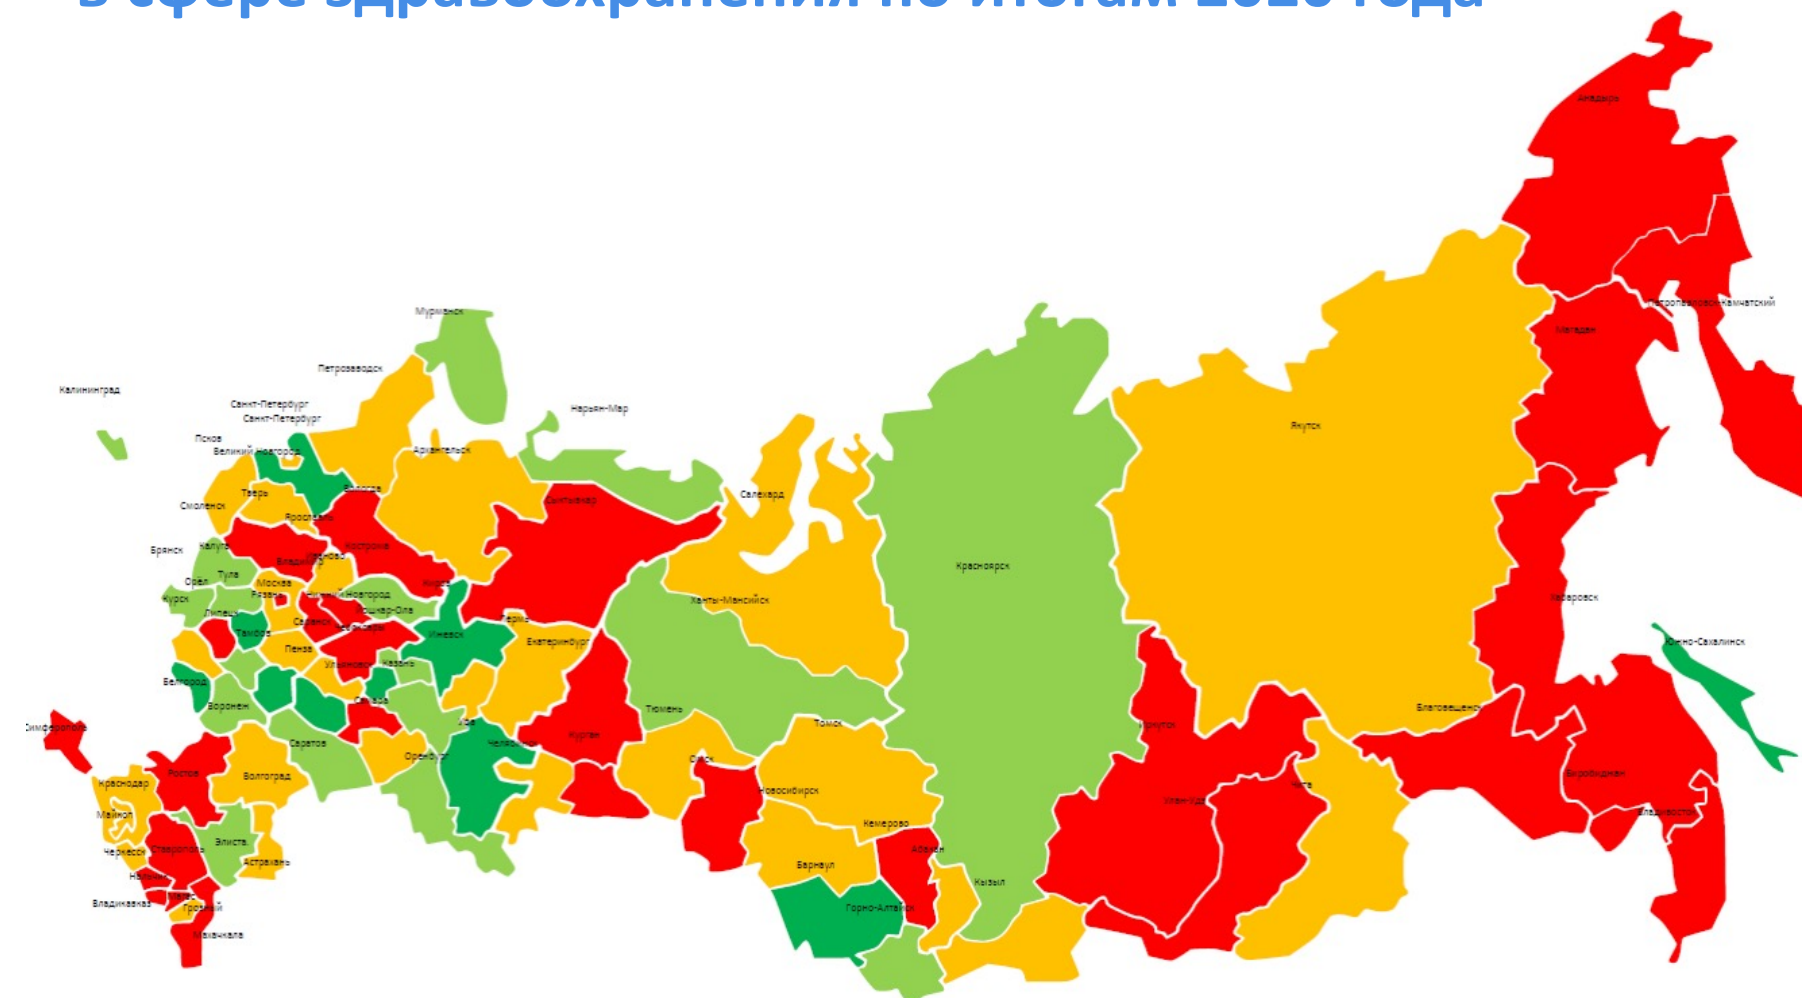 в сфере здравоохранения по итогам 2020 года
Анадырь
Петропавловск-Камчатский
Магадан
Мурманск
Петрозаводск
Калининград
Санкт-Петербург
Санкт-Петербург
Нарьян-Мар
Псков
Великий Новгород
Архангельск
Якутск
Тверь
Вологда
Салехард
Сыктывкар
Смоленск
Ярославль
Брянск
Калуга
Кострома
Иваново
Владимир
Красноярск
Орёл
Тула
Москва
Киров
Курск
Рязань
Нижний Новгород
Ханты-Мансийск
Хабаровск
Липецк
Йошкар-Ола
Саранск
Чебоксары
Пермь
Тамбов
Ижевск
Екатеринбург
Южно-Сахалинск
Пенза
Ульяновск
Казань
Белгород
Самара
Воронеж
Тюмень
Благовещенск
Симферополь
Уфа
Томск
Иркутск
Саратов
Челябинск
Курган
Оренбург
Омск
Ростов
Волгоград
Биробиджан
Краснодар
Новосибирск
Чита
Улан-Удэ
Майкоп
Кемерово
Владивосток
Элиста
Черкесск
Ставрополь
Абакан
Астрахань
Барнаул
Нальчик
Кызыл
Магас
Владикавказ
Грозный
Горно-Алтайск
Махачкала